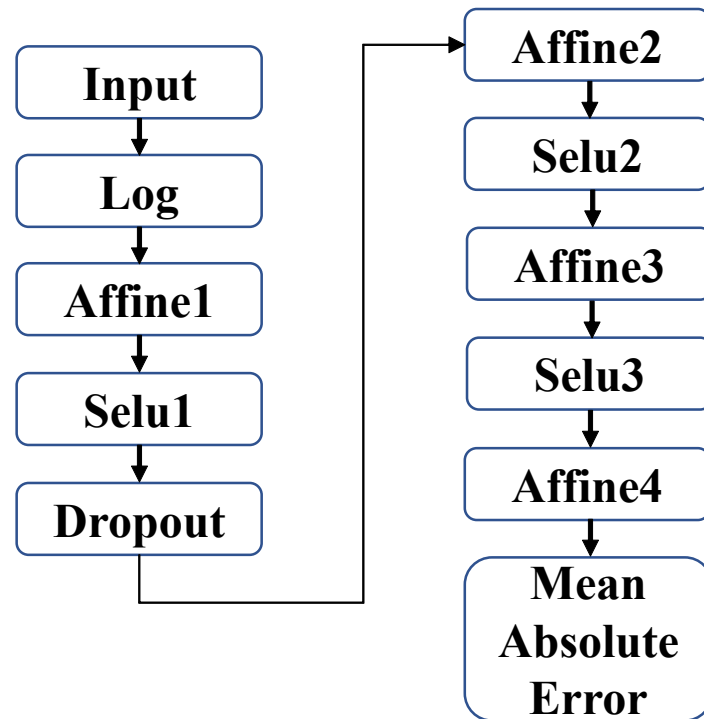 Input
Log
Affine1
Selu1
Dropout
Affine2
Selu2
Affine3
Selu3
Affine4
Mean
Absolute
Error